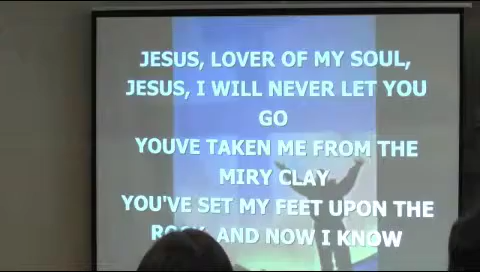 JESUS, LOVER OF MY SOUL,
JESUS, I WILL NEVER LET YOU
GO
YOUVE TAKEN ME FROM THE
MIRY CLAY
YOU'VE SET MY FEET UPON THE
ROCK, AND NOW I KNOW